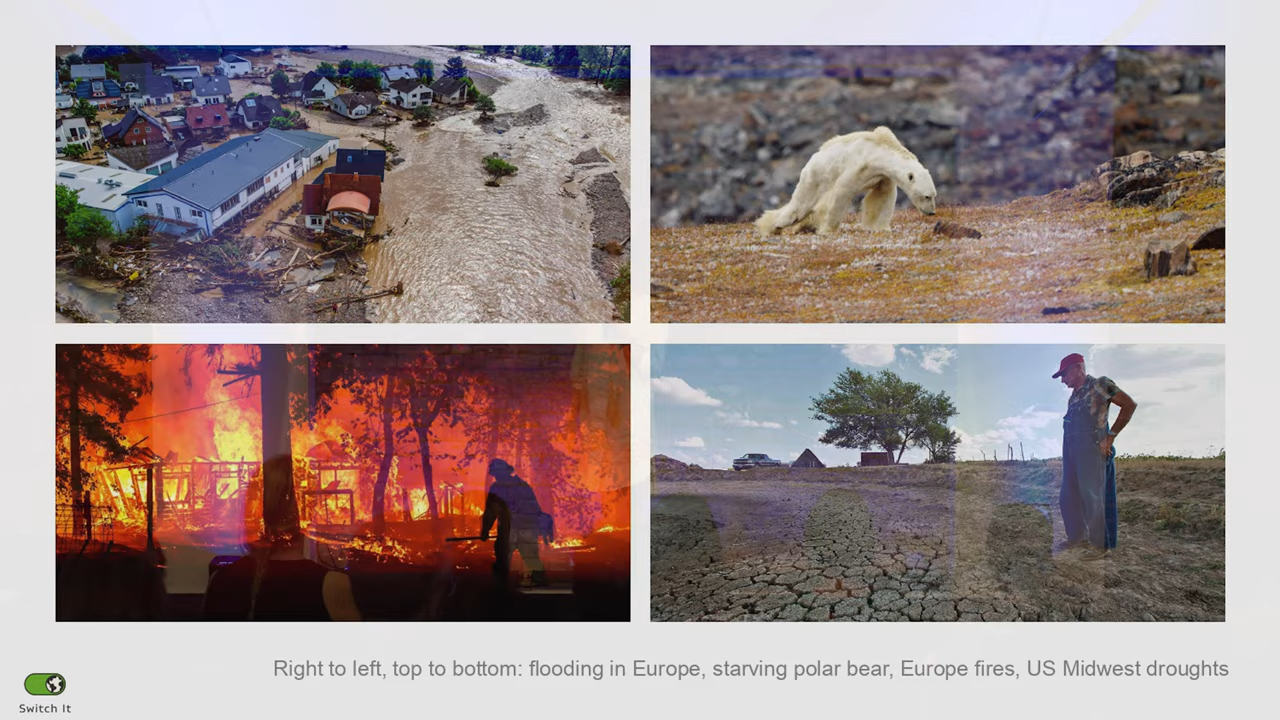 Right to left, top to bottom: flooding in Europe, starving polar bear, Europe fires, US Midwest droughts
Switch It